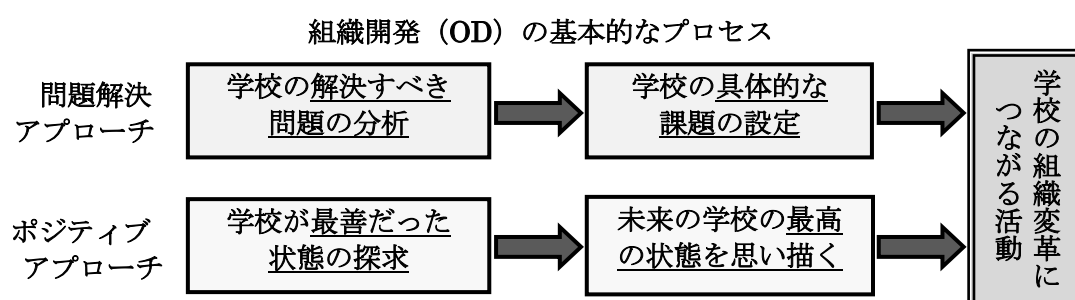 組織開発（OD）の基本的なプロセス
問題解決
アプローチ
学校の解決すべき
問題の分析
学校の具体的な
課題の設定
ポジティブ
アプローチ
学校が最善だった
状態の探求
未来の学校の最高
の状態を思い描く
学校の組織変革に
つながる活動